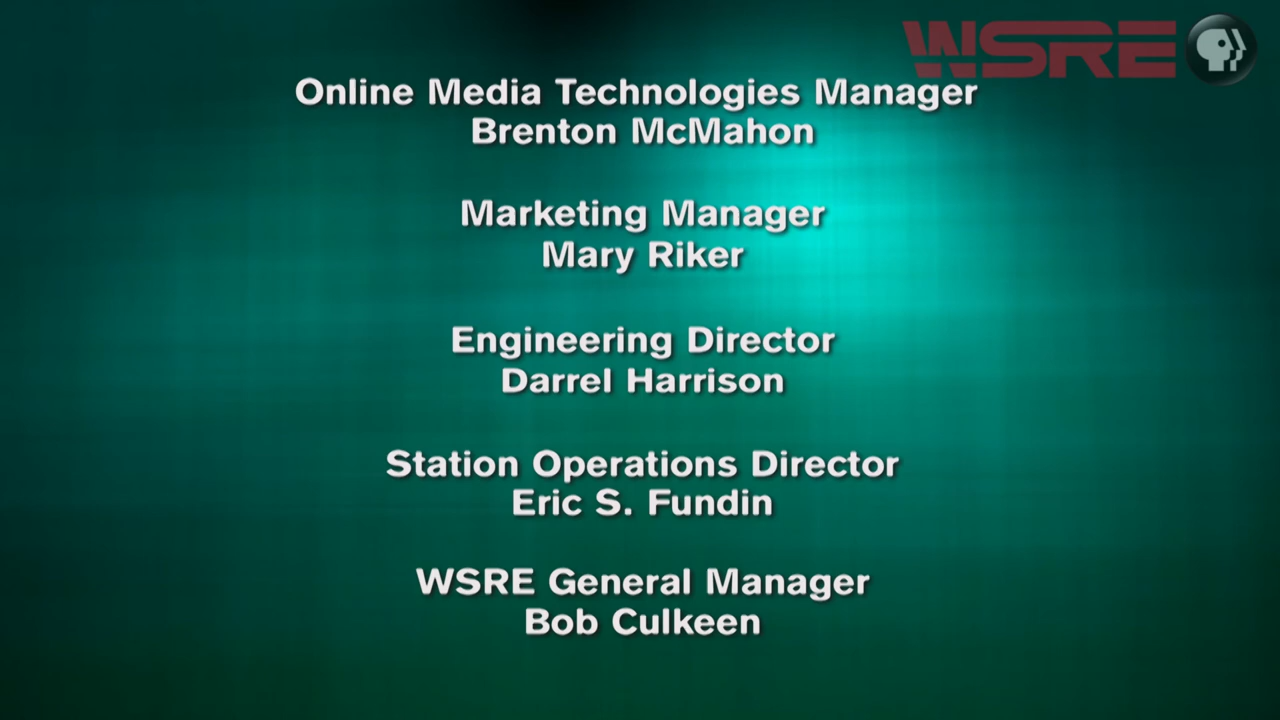 WSRE
Online Media Technologies Manager
Brenton McMahon
Marketing Manager
Mary Riker
Engineering Director
Darrel Harrison
Station Operations Director
Eric S. Fundin
WSRE General Manager
Bob Culkeen